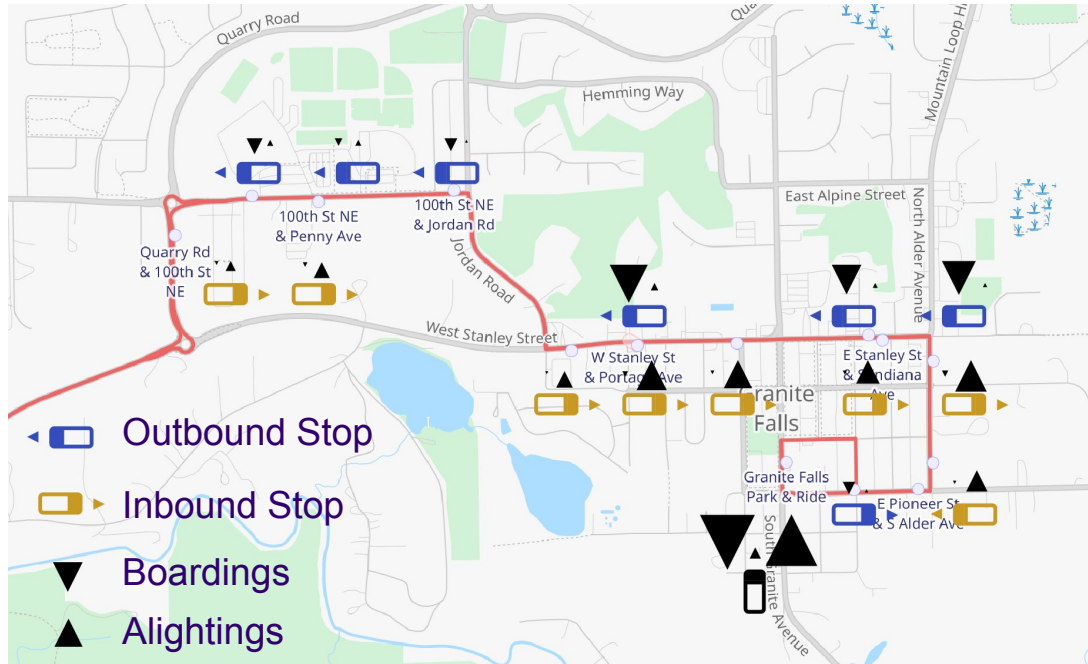 Quarry Road
Qua
Mountain Loop H
Hemming Way
East Alpine Street
North Alder Avenue
100th St NE
& Penny Ave
100th St NE
& Jordan Rd
Quarry Rd
& 100th St
NE
Jordan Road
West Stanley Street
W Stanley St
& Portage Ave
E Stanley St
& S Indiana
Ave
Granite
Falls
Outbound Stop
Inbound Stop
Boardings
Alightings
Granite Falls
Park & Ride
E Pioneer St
& S Alder Ave
South Granite Avenue